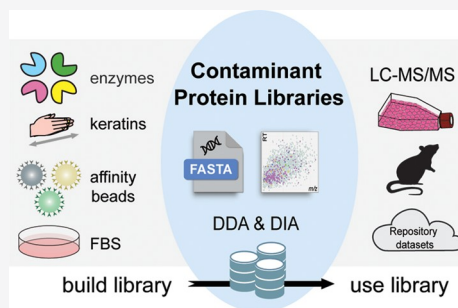 enzymes
keratins
affinity
beads
FBS
build library
Contaminant
Protein Libraries
FASTA
RT
m/z
DDA & DIA
LC-MS/MS
Repository
datasets
use library